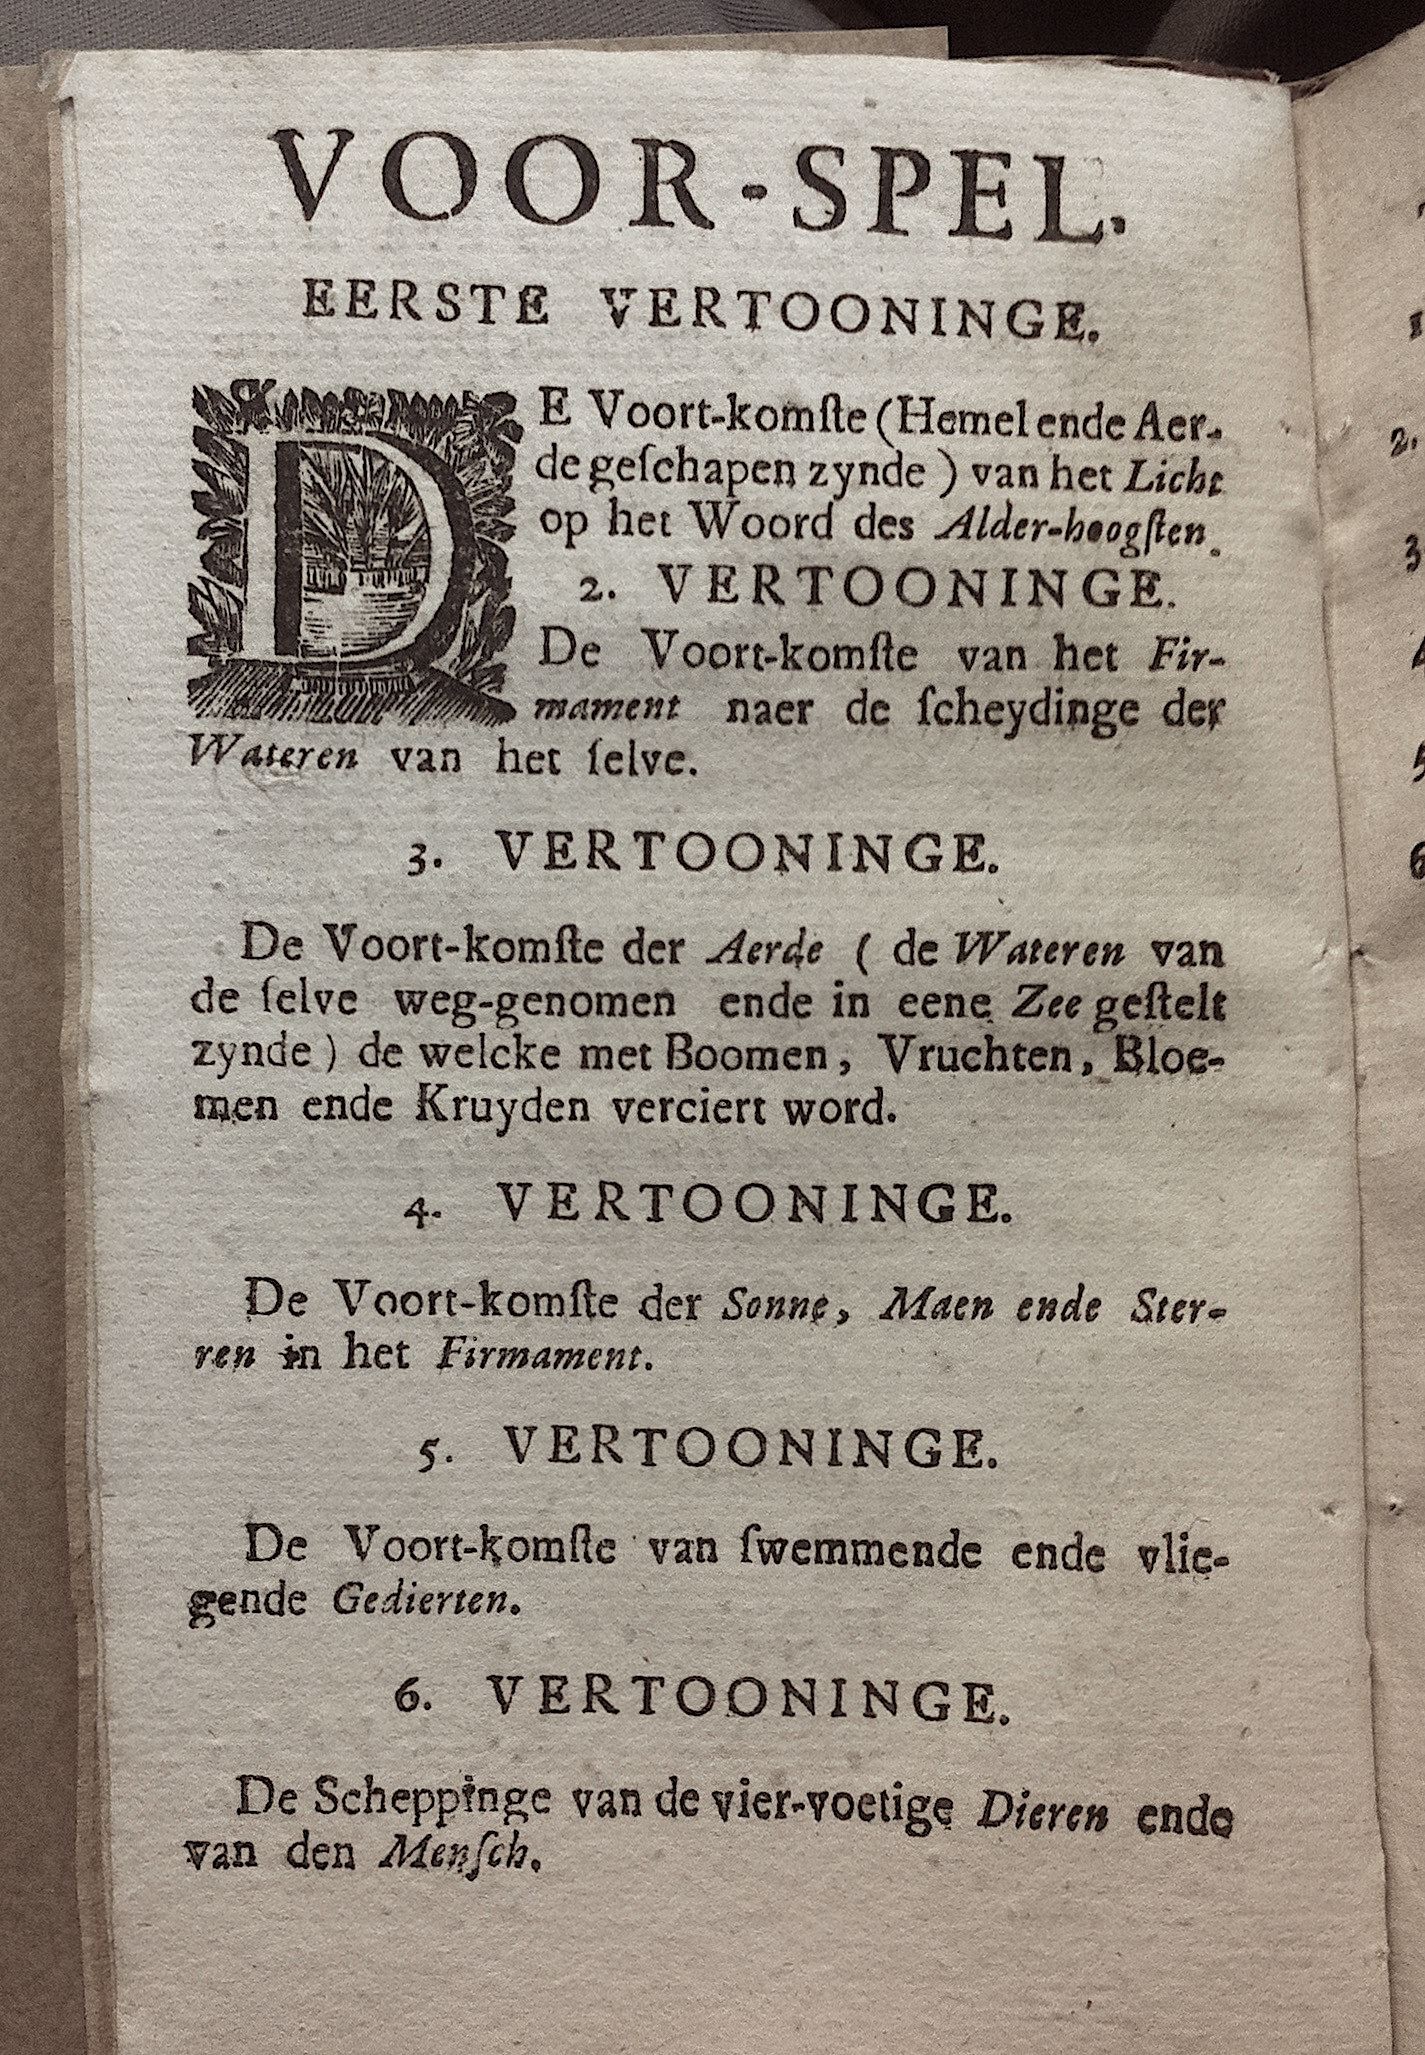 VOOR-SPEL.
EERSTE VERTOONINGE.
DE Voort-komſte (Hemel ende Aer-
de geſchapen zynde) van het Licht
op het Woord des Alder-hoogſten.
2. VERTOONINGE.
De Voort-komſte van het Fir-
mament naer de ſcheydinge der
Wateren van het ſelve.
3. VERTOONINGE.
De Voort-komſte der Aerde (de Wateren van
de ſelve weg-genomen ende in eene Zee geſtelt
zynde) de welcke met Boomen, Vruchten, Bloe-
men ende Kruyden verciert word.
4. VERTOONINGE.
De Voort-komſte der Sonne, Maen ende Ster-
ren in het Firmament.
5. VERTOONINGE.
De Voort-komſte van ſwemmende ende vlie-
gende Gedierten.
6. VERTOONINGE.
De Scheppinge van de vier-voetige Dieren ende
van den Menſch.
2.
3
5
6